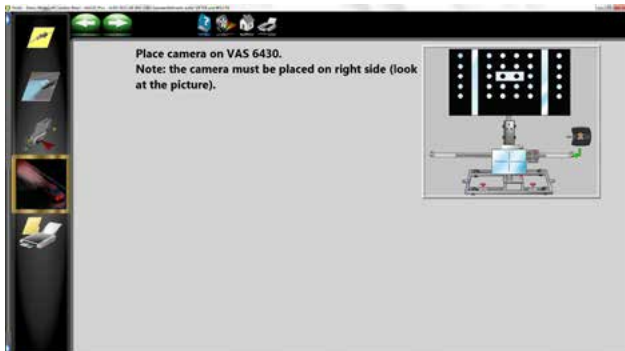 Place camera on VAS 6430.
Note: the camera must be placed on right side (look
at the picture).